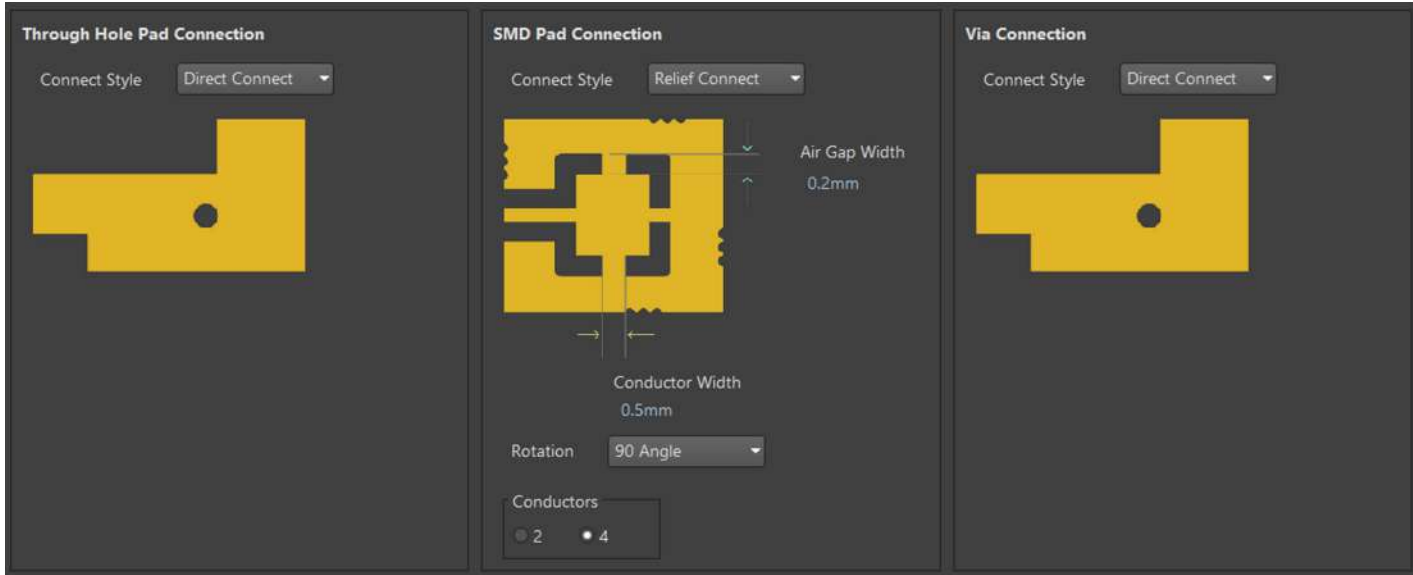 Through Hole Pad Connection
Connect Style Direct Connect
SMD Pad Connection
Connect Style Relief Connect
Air Gap Width
0.2mm
Conductor Width
0.5mm
Rotation 90 Angle
Conductors
2 4
Via Connection
Connect Style Direct Connect